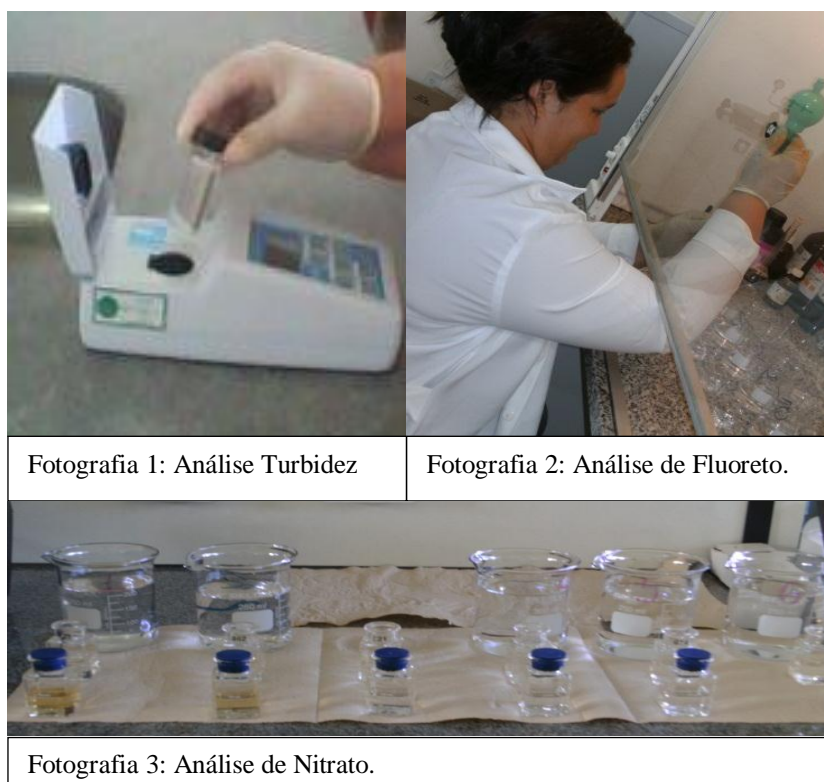 Fotografia 1: Análise Turbidez
Fotografia 2: Análise de Fluoreto.
Fotografia 3: Análise de Nitrato.